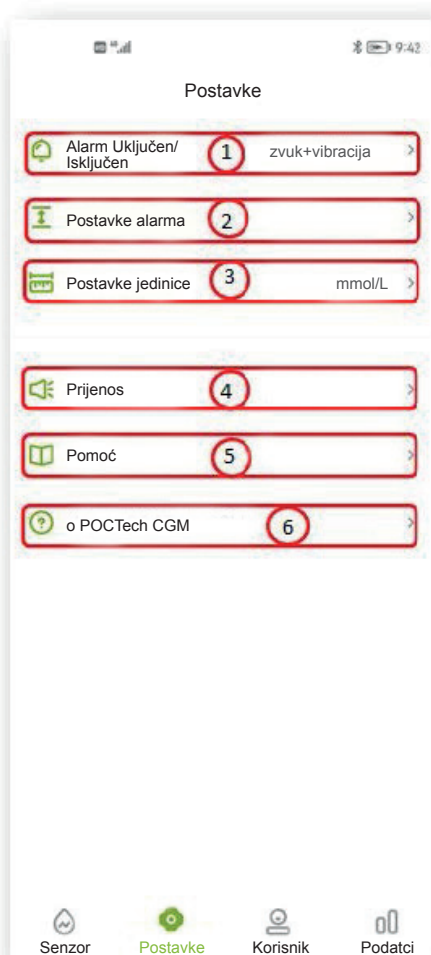 9:42
Postavke
Alarm Uključen/
Isključen
1
zvuk+vibracija
Postavke alarma
2
Postavke jedinice
3
mmol/L
Prijenos
4
Pomoć
5
o POCTech CGM
6
Senzor Postavke Korisnik Podatci